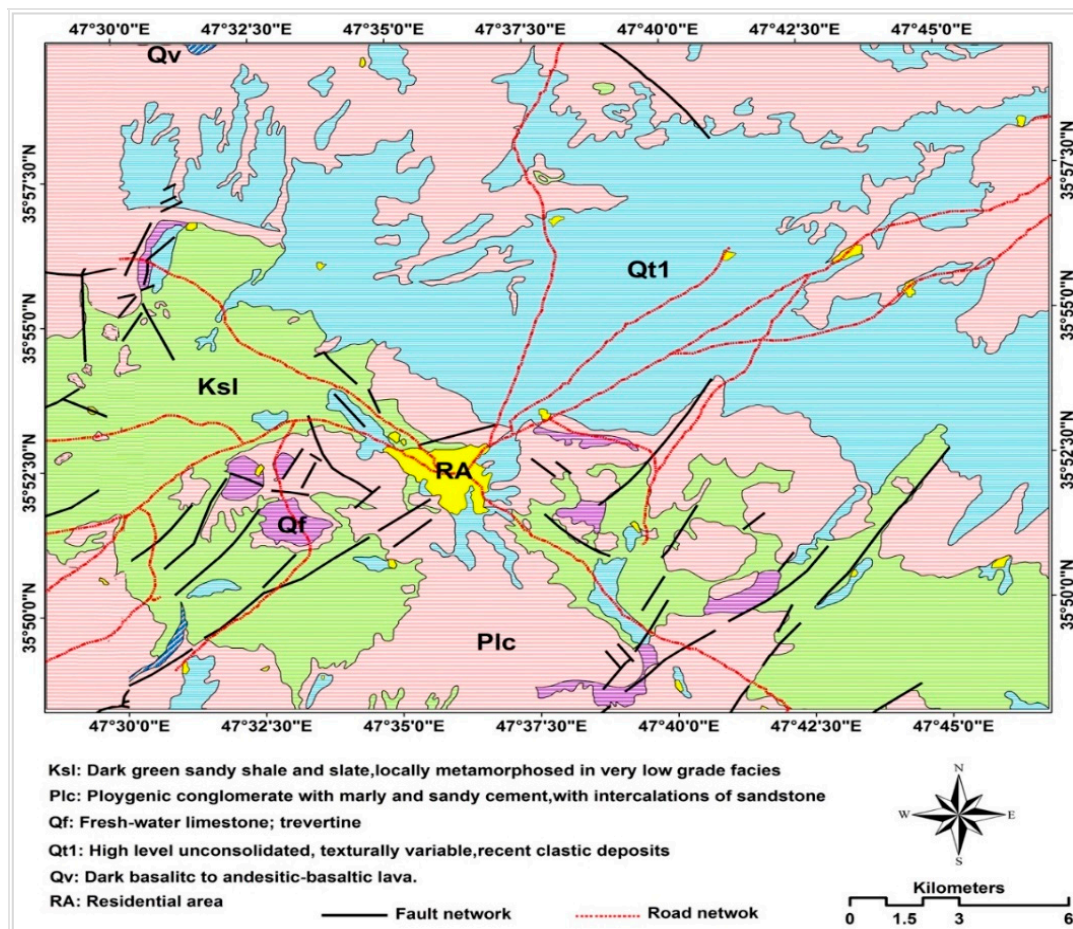 47°30'0"E 47°32'30"E 47°35'0"E 47°37'30"E 47°40'0"E 47°42'30"E 47°45'0"E
Qv
35°57'30"N
35°57'30"N
Qt1
35°55'0"N
35°55'0"N
Ksl
RA
35°52'30"N
35°52'30"N
Qf
35°50'0"N
35°50'0"N
Plc
47°30'0"E 47°32'30"E 47°35'0"E 47°37'30"E 47°40'0"E 47°42'30"E 47°45'0"E
Ksl: Dark green sandy shale and slate,locally metamorphosed in very low grade facies
Plc: Ploygenic conglomerate with marly and sandy cement,with intercalations of sandstone
Qf: Fresh-water limestone; trevertine
Qt1: High level unconsolidated, texturally variable,recent clastic deposits
Qv: Dark basalitc to andesitic-basaltic lava.
RA: Residential area
Fault network
Road netwok
N
W E
S
Kilometers
0 1.5 3 6